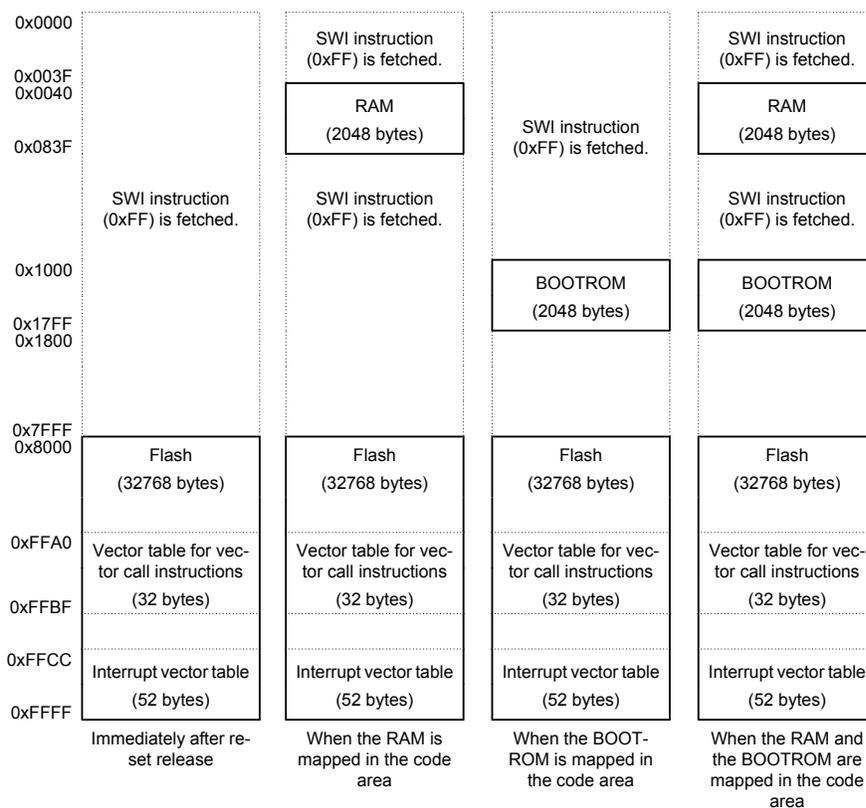 0x0000
0x003F
0x0040
0x083F
0x1000
0x17FF
0x1800
0x7FFF
0x8000
0xFFA0
0xFFBF
0xFFCC
0xFFFF
SWI instruction
(0xFF) is fetched.
Flash
(32768 bytes)
Vector table for vec-
tor call instructions
(32 bytes)
Interrupt vector table
(52 bytes)
Immediately after re-
set release
SWI instruction
(0xFF) is fetched.
RAM
(2048 bytes)
SWI instruction
(0xFF) is fetched.
Flash
(32768 bytes)
Vector table for vec-
tor call instructions
(32 bytes)
Interrupt vector table
(52 bytes)
When the RAM is
mapped in the code
area
SWI instruction
(0xFF) is fetched.
BOOTROM
(2048 bytes)
Flash
(32768 bytes)
Vector table for vec-
tor call instructions
(32 bytes)
Interrupt vector table
(52 bytes)
When the BOOT-
ROM is mapped in
the code area
SWI instruction
(0xFF) is fetched.
RAM
(2048 bytes)
SWI instruction
(0xFF) is fetched.
BOOTROM
(2048 bytes)
Flash
(32768 bytes)
Vector table for vec-
tor call instructions
(32 bytes)
Interrupt vector table
(52 bytes)
When the RAM and
the BOOTROM are
mapped in the code
area